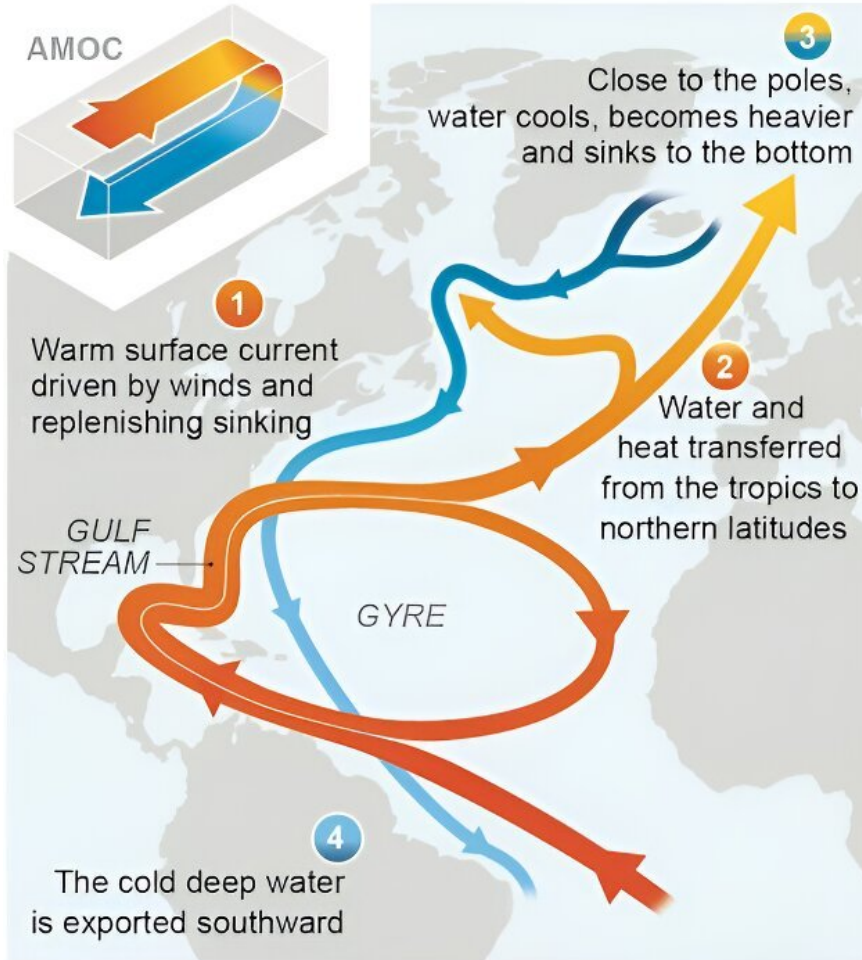 AMOC
3
Close to the poles,
water cools, becomes heavier
and sinks to the bottom
1
Warm surface current
driven by winds and
replenishing sinking
2
Water and
heat transferred
from the tropics to
northern latitudes
GULF
STREAM
GYRE
4
The cold deep water
is exported southward